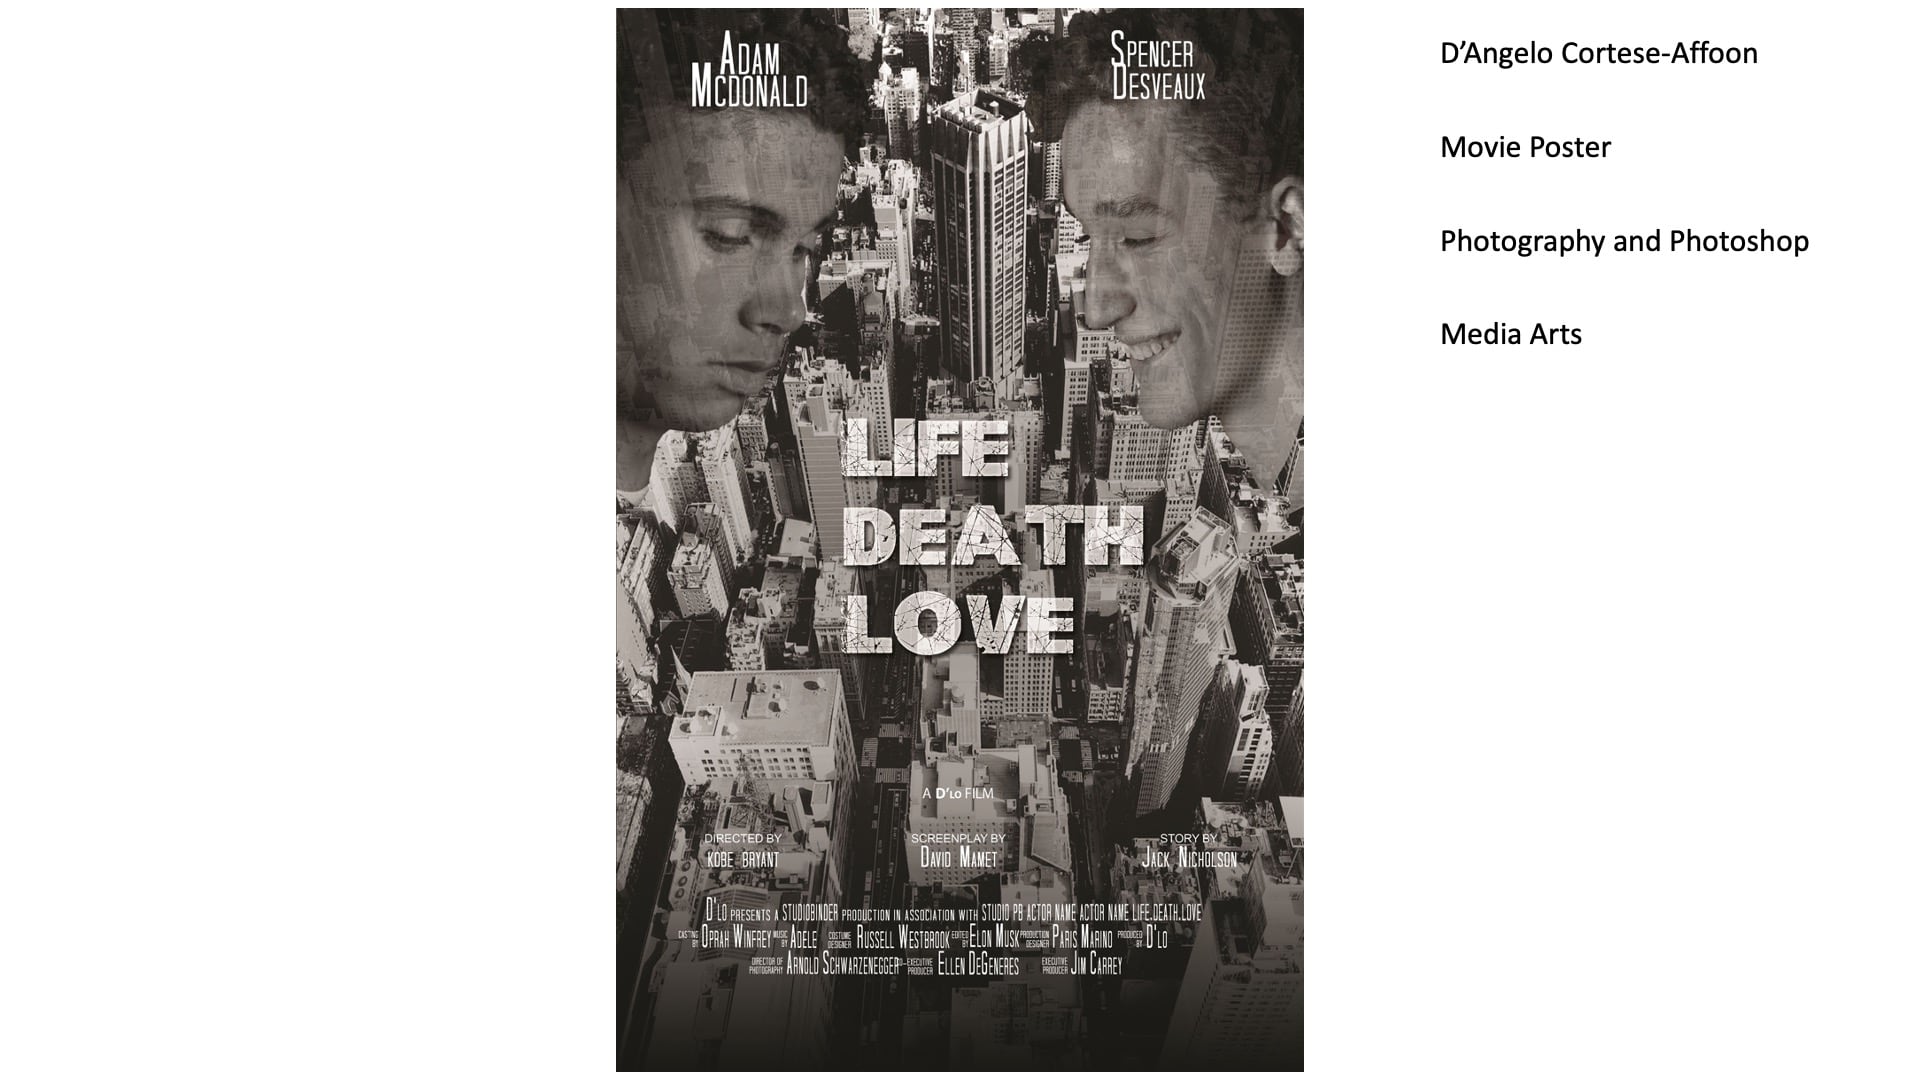 ADAM
MCDONALD
SPENCER
DESVEAUX
D’Angelo Cortese-Affoon
Movie Poster
Photography and Photoshop
Media Arts
LIFE
DEATH
LOVE
A D'LO FILM
DIRECTED BY
KOBE BRYANT
SCREENPLAY BY
DAVID MAMET
STORY BY
JACK NICHOLSON
D'LO PRESENTS A STUDIOBINDER PRODUCTION IN ASSOCIATION WITH STUDIO PB ACTOR NAME ACTOR NAME LIFE.DEATH.LOVE
CASTING BY OPRAH WINFREY MUSIC BY ADELE COSTUME DESIGNER RUSSELL WESTBROOK EDITED BY ELON MUSK PRODUCTION DESIGNER PARIS MARINO PRODUCED BY D'LO
DIRECTOR OF PHOTOGRAPHY ARNOLD SCHWARZENEGGER CO-EXECUTIVE PRODUCER ELLEN DEGENERES EXECUTIVE PRODUCER JIM CARREY